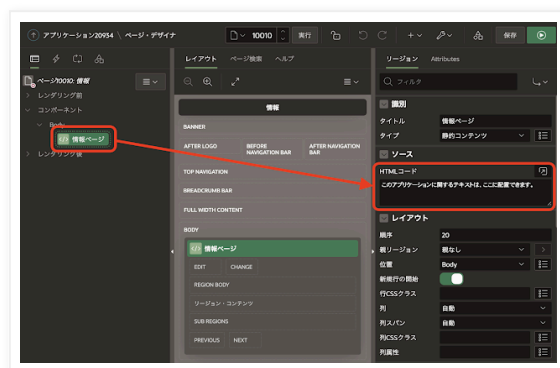 アプリケーション20934 \ ページ・デザイナ
10010
実行
保存
ページ10010: 情報
レンダリング前
コンポーネント
Body
情報ページ
レンダリング後
レイアウト ページ検索 ヘルプ
情報
BANNER
AFTER LOGO
BEFORE NAVIGATION BAR
AFTER NAVIGATION BAR
TOP NAVIGATION
BREADCRUMB BAR
FULL WIDTH CONTENT
BODY
情報ページ
EDIT CHANGE
REGION BODY
リージョン・コンテンツ
SUB REGIONS
PREVIOUS NEXT
リージョン Attributes
フィルタ
識別
タイトル 情報ページ
タイプ 静的コンテンツ
ソース
HTMLコード
このアプリケーションに関するテキストは、ここに配置できます。
レイアウト
順序 20
親リージョン 親なし
位置 Body
新規行の開始
行CSSクラス
列 自動
列スパン 自動
列CSSクラス
列属性